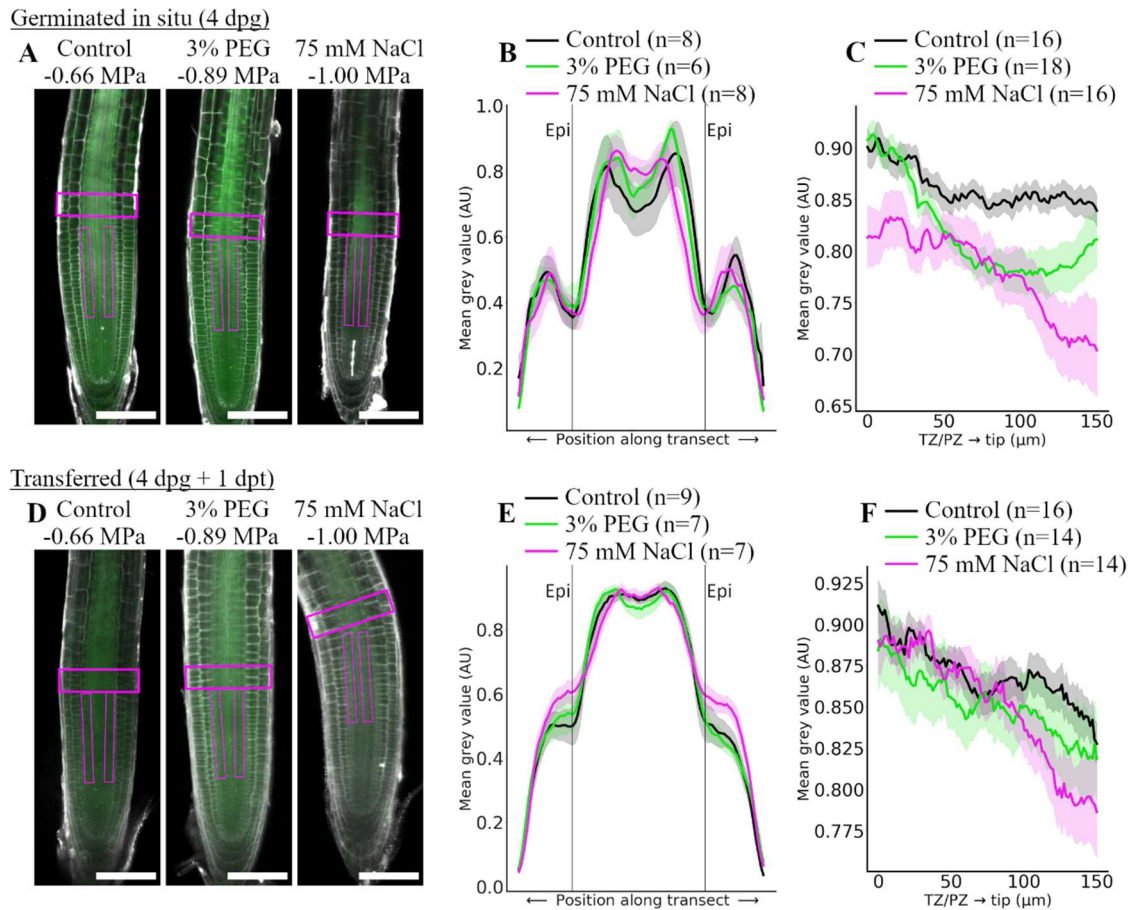 Germinated in situ (4 dpg)
A Control 3% PEG 75 mM NaCl
-0.66 MPa -0.89 MPa -1.00 MPa
B Control (n=8)
3% PEG (n=6)
75 mM NaCl (n=8)
Epi Epi
Mean grey value (AU)
1.0
0.8
0.6
0.4
0.2
← Position along transect →
C Control (n=16)
3% PEG (n=18)
75 mM NaCl (n=16)
Mean grey value (AU)
0.90
0.85
0.80
0.75
0.70
0.65
0 50 100 150
TZ/PZ → tip (μm)
Transferred (4 dpg + 1 dpt)
D Control 3% PEG 75 mM NaCl
-0.66 MPa -0.89 MPa -1.00 MPa
E Control (n=9)
3% PEG (n=7)
75 mM NaCl (n=7)
Epi Epi
Mean grey value (AU)
0.8
0.6
0.4
0.2
0.0
← Position along transect →
F Control (n=16)
3% PEG (n=14)
75 mM NaCl (n=14)
Mean grey value (AU)
0.925
0.900
0.875
0.850
0.825
0.800
0.775
0 50 100 150
TZ/PZ → tip (μm)